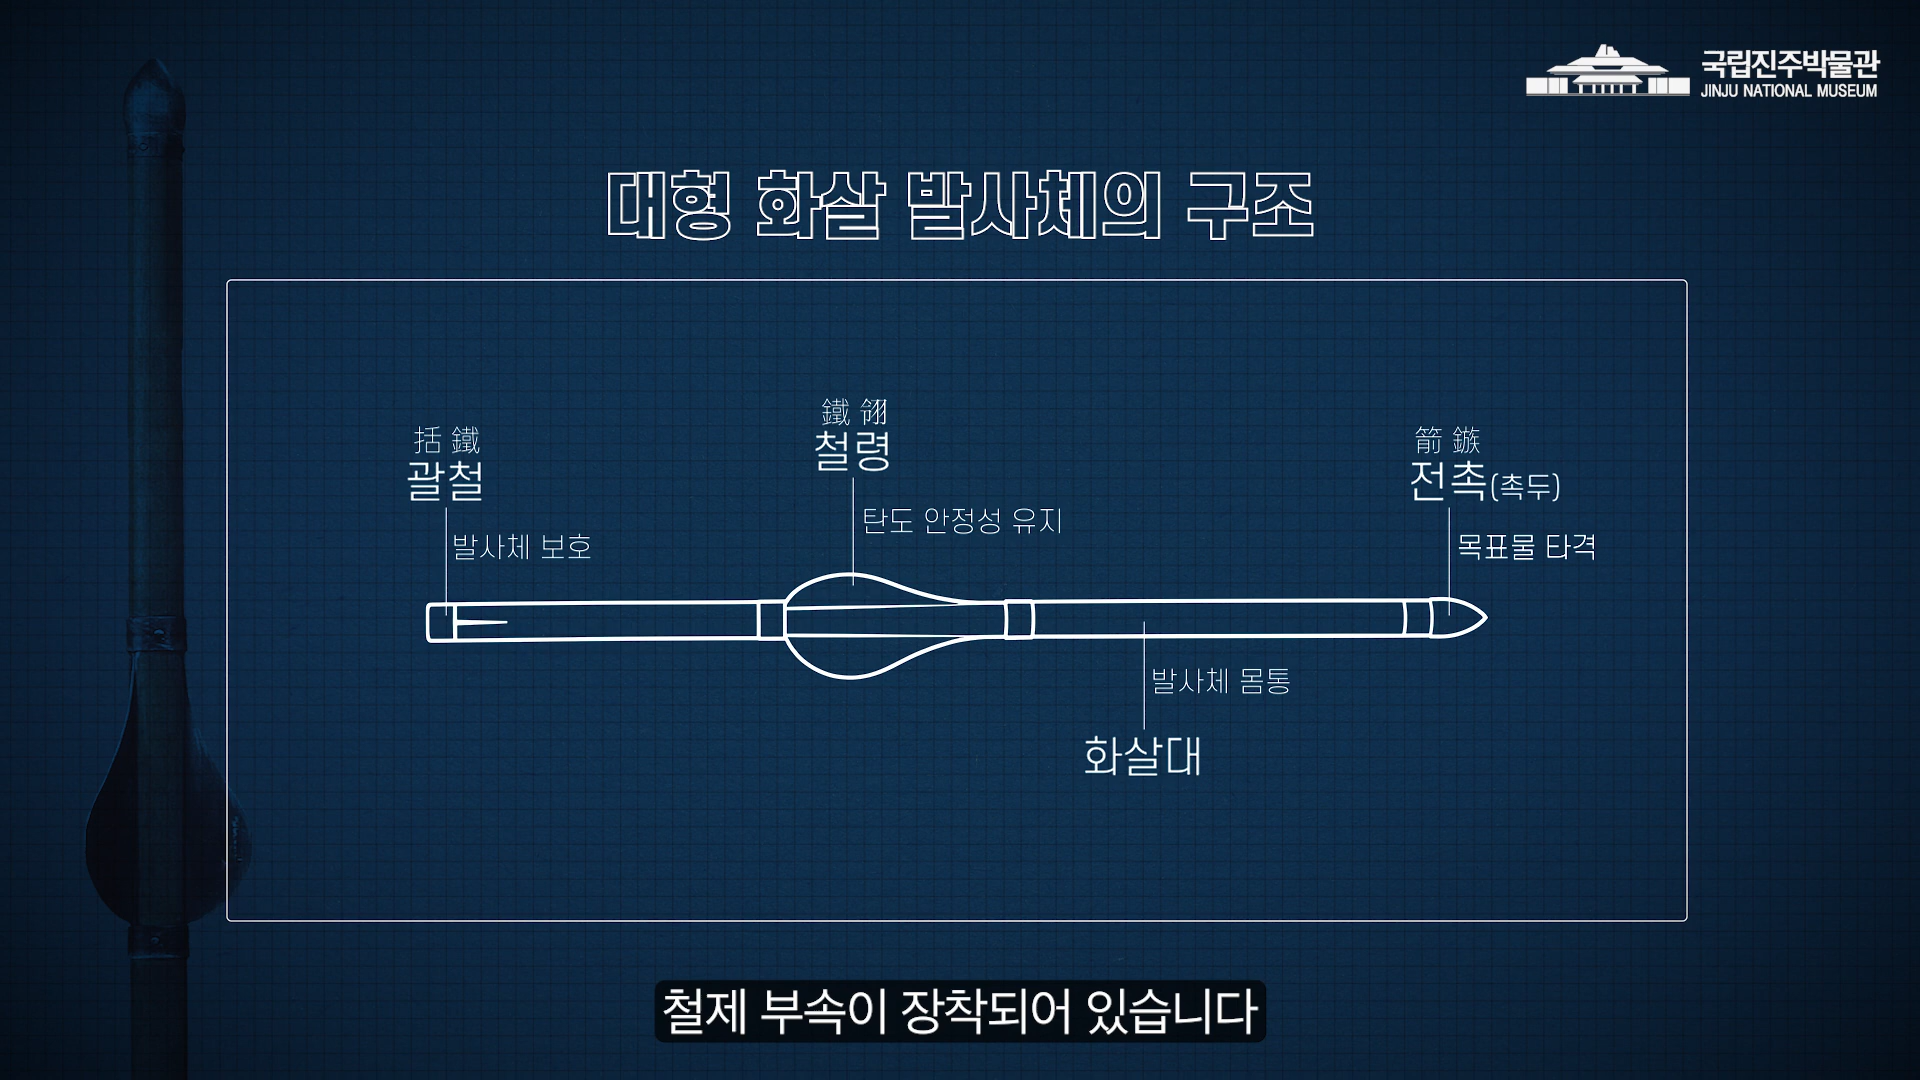 국립진주박물관
JINJU NATIONAL MUSEUM
대형 화살 발사체의 구조
括 鐵
괄철
발사체 보호
鐵 翎
철령
탄도 안정성 유지
箭 鏃
전촉(촉두)
목표물 타격
발사체 몸통
화살대
철제 부속이 장착되어 있습니다